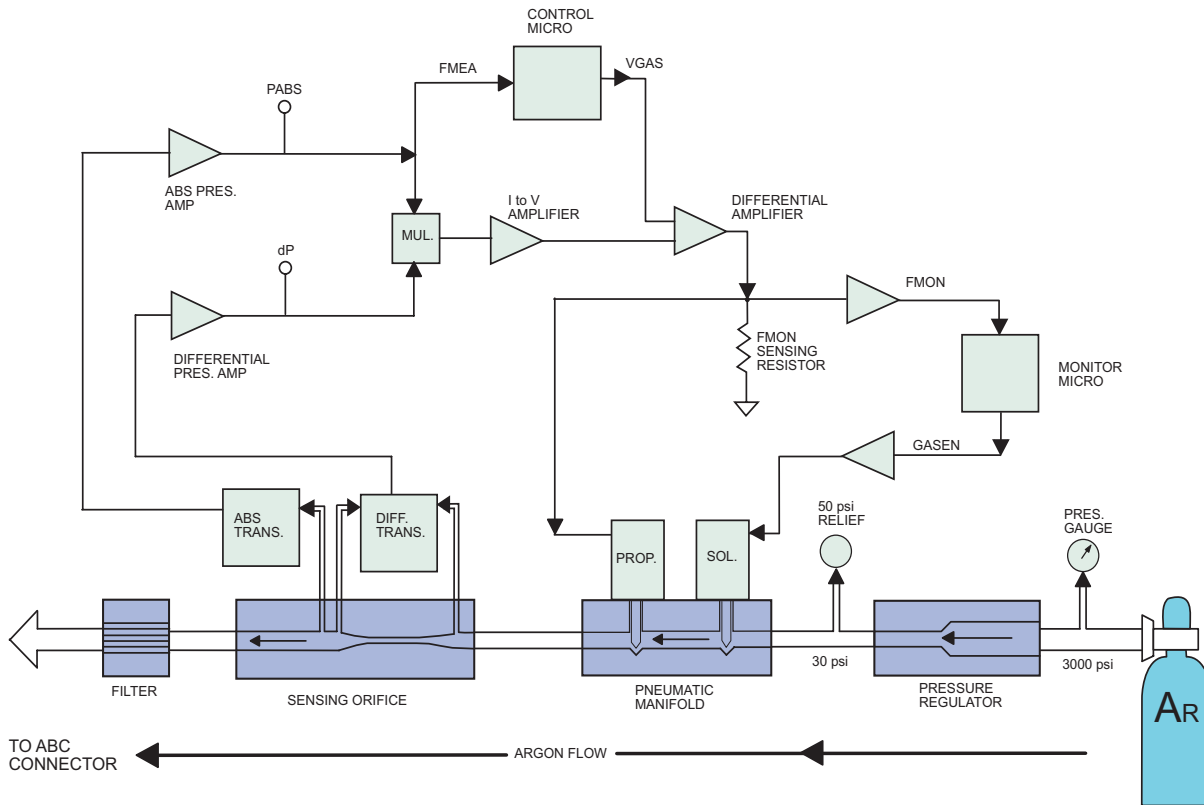 CONTROL
MICRO
FMEA
VGAS
PABS
ABS PRES.
AMP
I to V
AMPLIFIER
DIFFERENTIAL
AMPLIFIER
MUL.
dP
DIFFERENTIAL
PRES. AMP
FMON
FMON
SENSING
RESISTOR
MONITOR
MICRO
GASEN
ABS
TRANS.
DIFF.
TRANS.
PROP.
SOL.
50 psi
RELIEF
PRES.
GAUGE
30 psi
3000 psi
FILTER
SENSING ORIFICE
PNEUMATIC
MANIFOLD
PRESSURE
REGULATOR
AR
TO ABC
CONNECTOR
ARGON FLOW